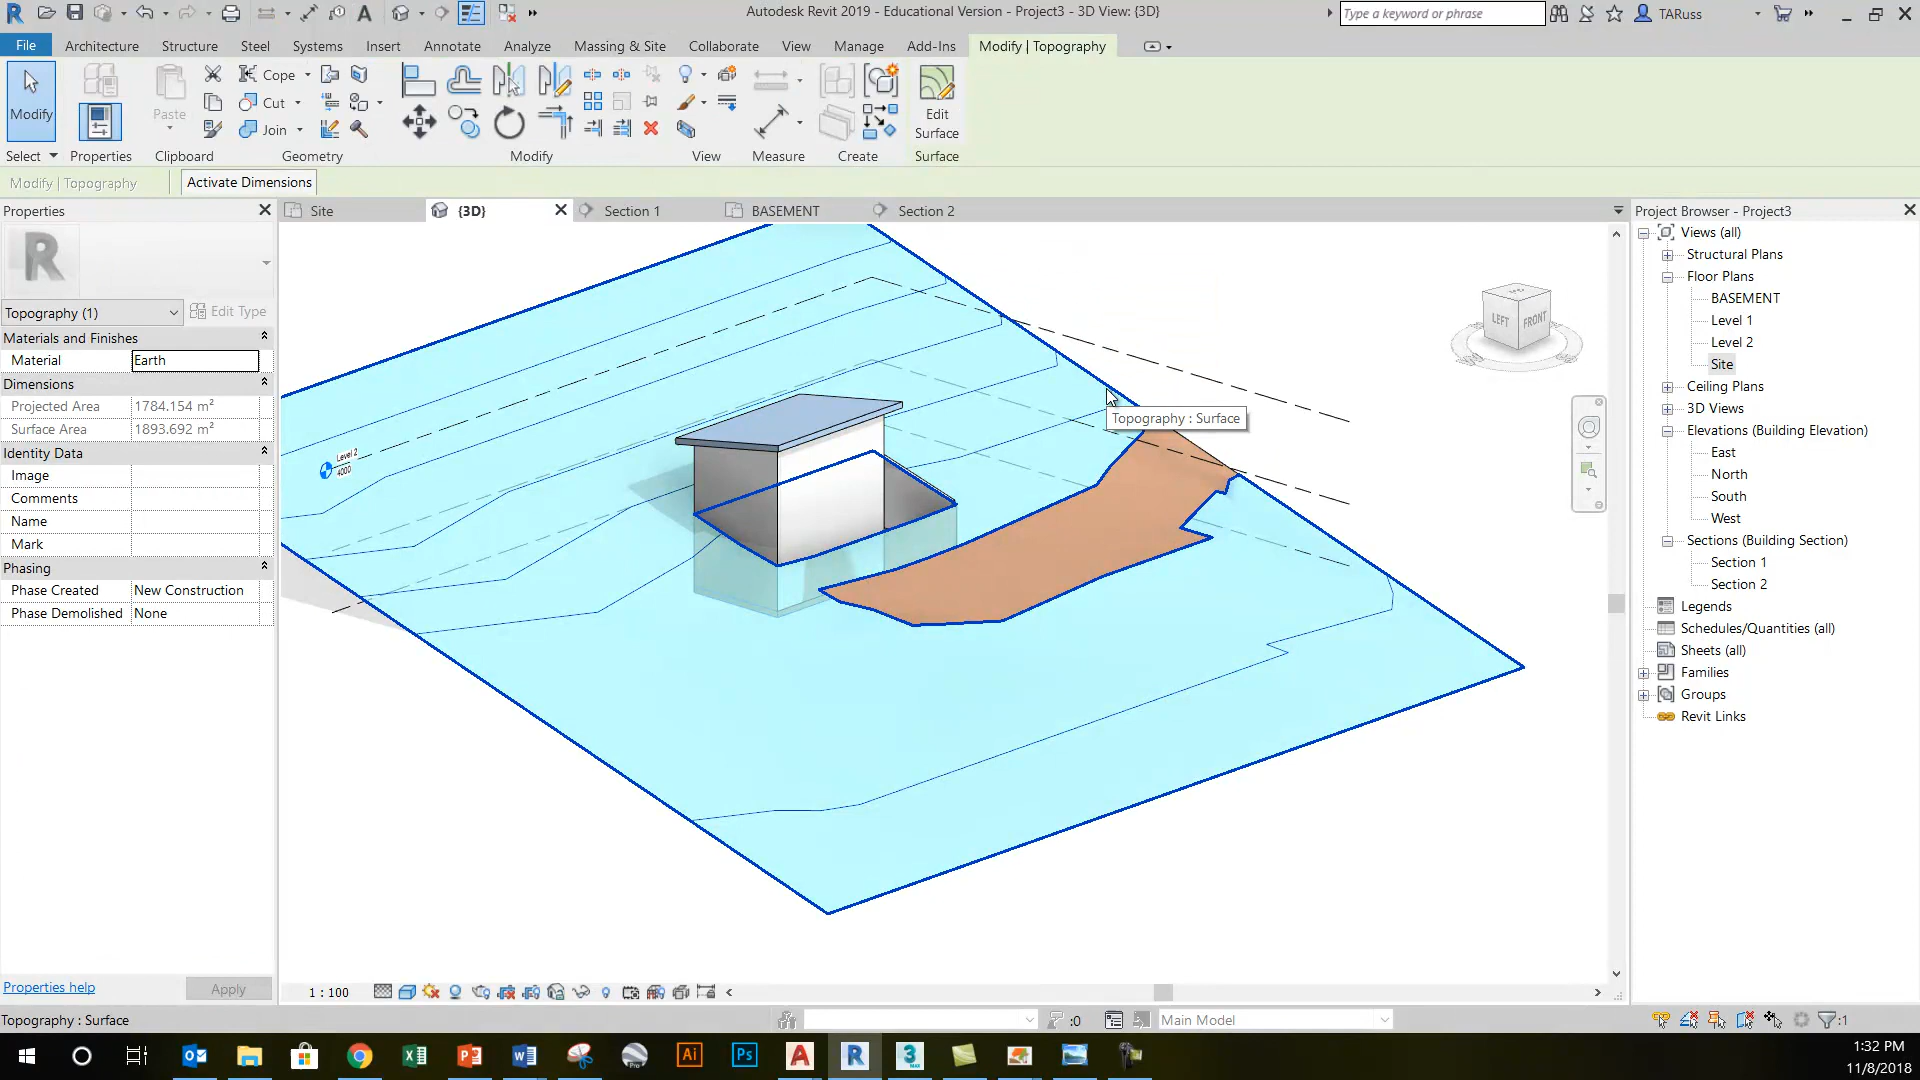 Autodesk Revit 2019 - Educational Version - Project3 - 3D View: {3D}
Type a keyword or phrase
TARuss
File
Architecture
Structure
Steel
Systems
Insert
Annotate
Analyze
Massing & Site
Collaborate
View
Manage
Add-Ins
Modify | Topography
Modify
Paste
Cope
Cut
Join
Edit
Surface
Select
Properties
Clipboard
Geometry
Modify
View
Measure
Create
Surface
Modify | Topography
Activate Dimensions
Properties
Site
{3D}
Section 1
BASEMENT
Section 2
Project Browser - Project3
Topography (1)
Edit Type
Materials and Finishes
Material
Earth
Dimensions
Projected Area
1784.154 m²
Surface Area
1893.692 m²
Identity Data
Image
Comments
Name
Mark
Phasing
Phase Created
New Construction
Phase Demolished
None
Properties help
Apply
Level 2
4000
Topography : Surface
LEFT
FRONT
Views (all)
Structural Plans
Floor Plans
BASEMENT
Level 1
Level 2
Site
Ceiling Plans
3D Views
Elevations (Building Elevation)
East
North
South
West
Sections (Building Section)
Section 1
Section 2
Legends
Schedules/Quantities (all)
Sheets (all)
Families
Groups
Revit Links
1 : 100
Topography : Surface
:0
Main Model
:1
1:32 PM
11/8/2018